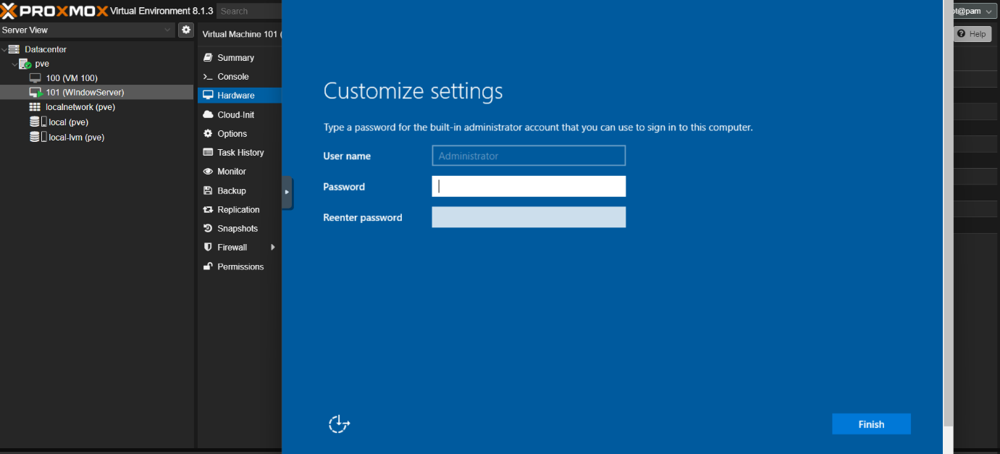 PROXMOX Virtual Environment 8.1.3 Search
Server View
Datacenter
pve
100 (VM 100)
101 (WIndowServer)
localnetwork (pve)
local (pve)
local-lvm (pve)
Virtual Machine 101 (
Summary
Console
Hardware
Cloud-Init
Options
Task History
Monitor
Backup
Replication
Snapshots
Firewall
Permissions
Customize settings
Type a password for the built-in administrator account that you can use to sign in to this computer.
User name Administrator
Password
Reenter password
Finish
ot@pam
Help